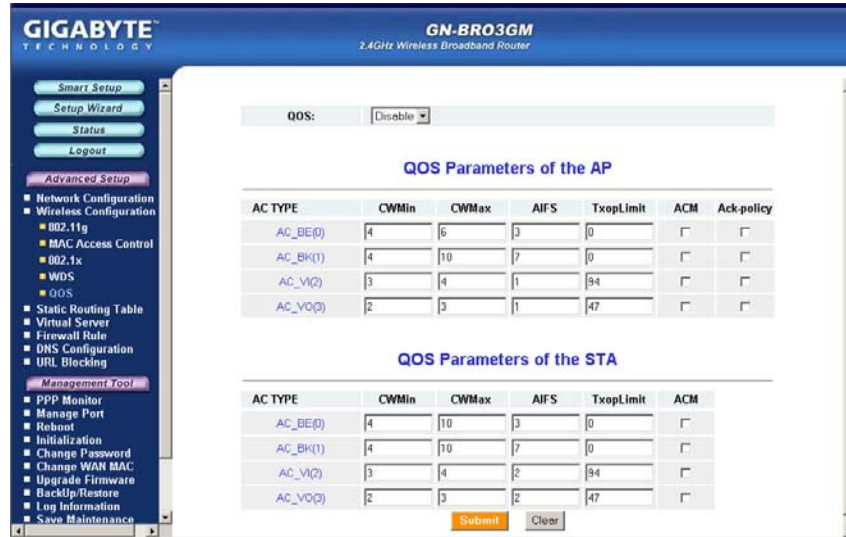 GIGABYTE™
TECHNOLOGY
GN-BRO3GM
2.4GHz Wireless Broadband Router
Smart Setup
Setup Wizard
Status
Logout
Advanced Setup
Network Configuration
Wireless Configuration
802.11g
MAC Access Control
802.1x
WDS
QOS
Static Routing Table
Virtual Server
Firewall Rule
DNS Configuration
URL Blocking
Management Tool
PPP Monitor
Manage Port
Reboot
Initialization
Change Password
Change WAN MAC
Upgrade Firmware
BackUp/Restore
Log Information
Save Maintenance
QOS: Disable
QOS Parameters of the AP
AC TYPE CWMin CWMax AIFS TxopLimit ACM Ack-policy
AC_BE(0) 4 6 3 0
AC_BK(1) 4 10 7 0
AC_VI(2) 3 4 1 94
AC_VO(3) 2 3 1 47
QOS Parameters of the STA
AC TYPE CWMin CWMax AIFS TxopLimit ACM
AC_BE(0) 4 10 3 0
AC_BK(1) 4 10 7 0
AC_VI(2) 3 4 2 94
AC_VO(3) 2 3 2 47
Submit Clear